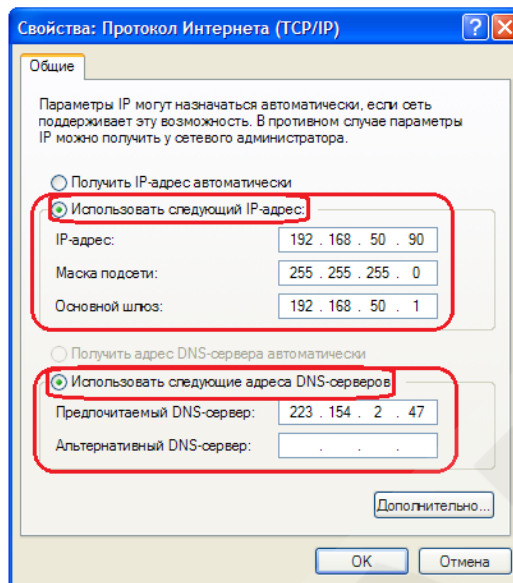 Свойства: Протокол Интернета (TCP/IP)
Общие
Параметры IP могут назначаться автоматически, если сеть
поддерживает эту возможность. В противном случае параметры
IP можно получить у сетевого администратора.
Получить IP-адрес автоматически
Использовать следующий IP-адрес:
IP-адрес: 192 . 168 . 50 . 90
Маска подсети: 255 . 255 . 255 . 0
Основной шлюз: 192 . 168 . 50 . 1
Получить адрес DNS-сервера автоматически
Использовать следующие адреса DNS-серверов
Предпочитаемый DNS-сервер: 223 . 154 . 2 . 47
Альтернативный DNS-сервер: . . .
Дополнительно...
OK Отмена